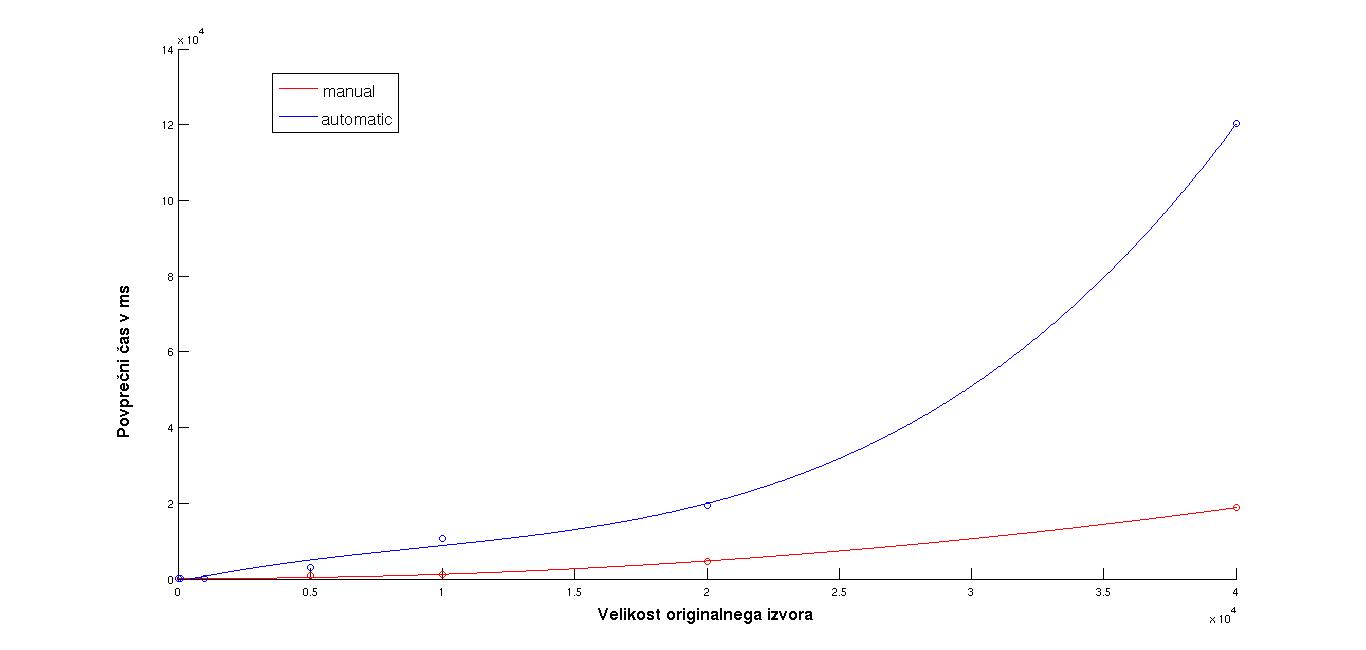 x 10^4
14
manual
automatic
12
10
8
6
4
2
0
Povprečni čas v ms
0 0.5 1 1.5 2 2.5 3 3.5 4
Velikost originalnega izvora
x 10^4